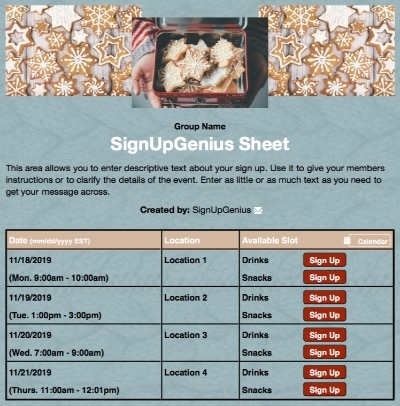 Group Name
SignUpGenius Sheet
This area allows you to enter descriptive text about your sign up. Use it to give your members
instructions or to clarify the details of the event. Enter as little or as much text as you need to
get your message across.
Created by: SignUpGenius
Date (mm/dd/yyyy EST) Location Available Slot Calendar
11/18/2019 Location 1 Drinks Sign Up
(Mon. 9:00am - 10:00am) Snacks Sign Up
11/19/2019 Location 2 Drinks Sign Up
(Tue. 1:00pm - 3:00pm) Snacks Sign Up
11/20/2019 Location 3 Drinks Sign Up
(Wed. 7:00am - 9:00am) Snacks Sign Up
11/21/2019 Location 4 Drinks Sign Up
(Thurs. 11:00am - 12:01pm) Snacks Sign Up